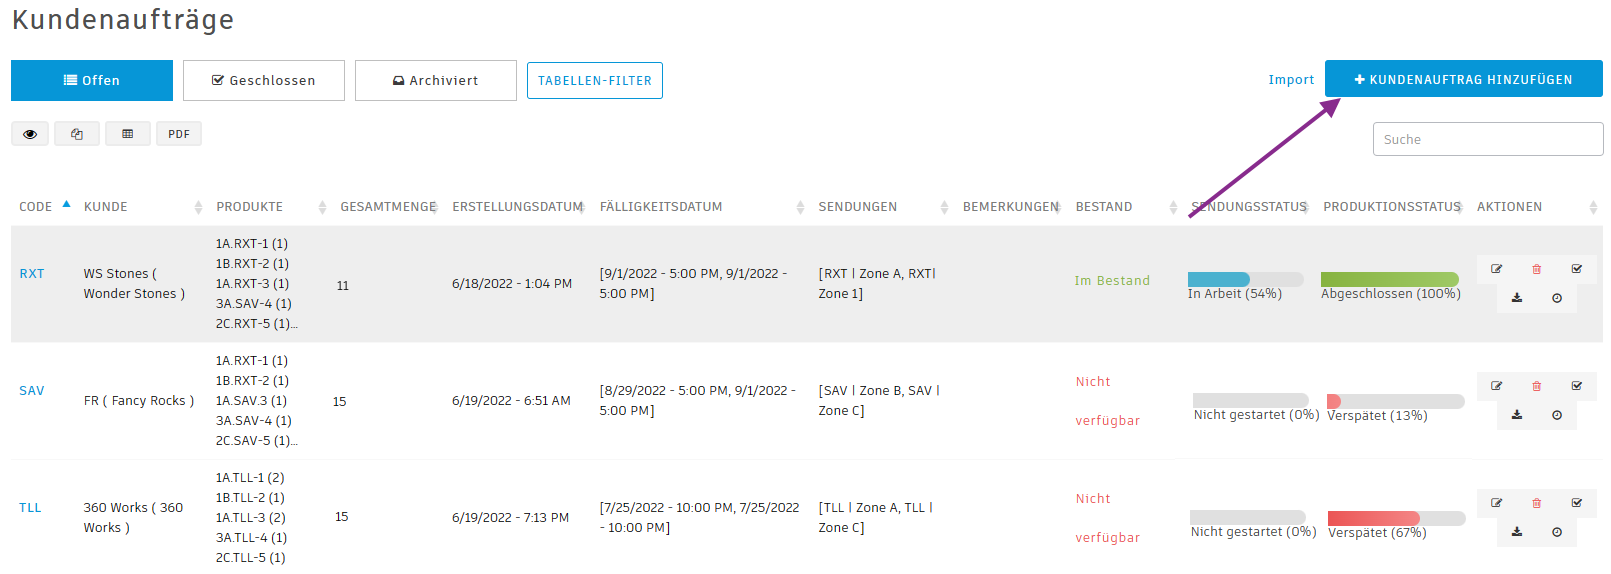 Kundenaufträge
Offen Geschlossen Archiviert TABELLEN-FILTER Import + KUNDENAUFTRAG HINZUFÜGEN
PDF Suche
CODE KUNDE PRODUKTE GESAMTMENGE ERSTELLUNGSDATUM FÄLLIGKEITSDATUM SENDUNGEN BEMERKUNGEN BESTAND SENDUNGSSTATUS PRODUKTIONSSTATUS AKTIONEN
RXT
WS Stones (
Wonder Stones )
1A.RXT-1 (1)
1B.RXT-2 (1)
1A.RXT-3 (1)
3A.SAV-4 (1)
2C.RXT-5 (1)...
11
6/18/2022 - 1:04 PM
[9/1/2022 - 5:00 PM, 9/1/2022 -
5:00 PM]
[RXT | Zone A, RXT|
Zone 1]
Im Bestand
In Arbeit (54%)
Abgeschlossen (100%)
SAV
FR ( Fancy Rocks )
1A.RXT-1 (1)
1B.RXT-2 (1)
1A.SAV.3 (1)
3A.SAV-4 (1)
2C.SAV-5 (1)...
15
6/19/2022 - 6:51 AM
[8/29/2022 - 5:00 PM, 9/1/2022 -
5:00 PM]
[SAV | Zone B, SAV |
Zone C]
Nicht
verfügbar
Nicht gestartet (0%)
Verspätet (13%)
TLL
360 Works ( 360
Works )
1A.TLL-1 (2)
1B.TLL-2 (1)
1A.TLL-3 (2)
3A.TLL-4 (1)
2C.TLL-5 (1)
15
6/19/2022 - 7:13 PM
[7/25/2022 - 10:00 PM, 7/25/2022
- 10:00 PM]
[TLL | Zone A, TLL |
Zone C]
Nicht
verfügbar
Nicht gestartet (0%)
Verspätet (67%)